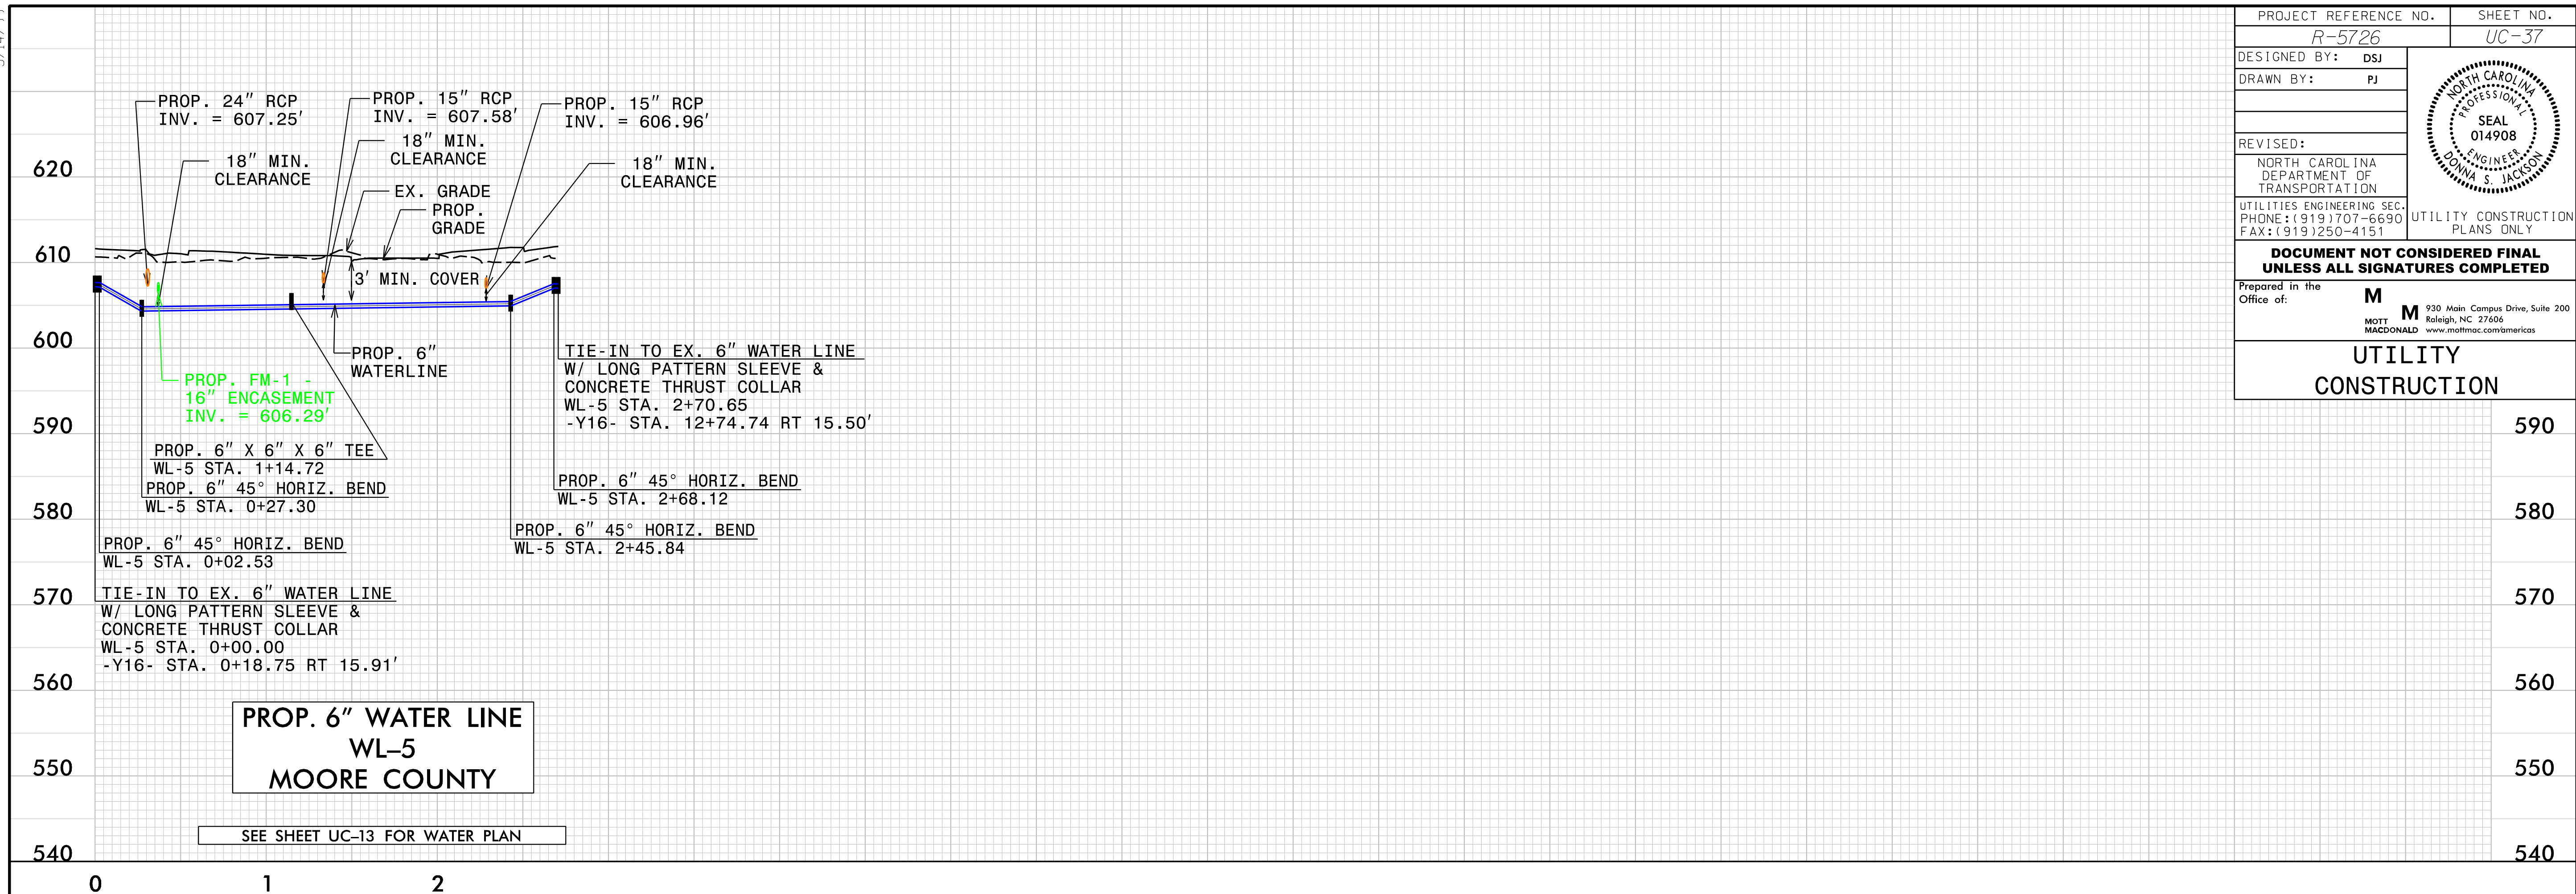 PROJECT REFERENCE NO.
SHEET NO.
R-5726
UC-37
DESIGNED BY: DSJ
DRAWN BY: PJ
REVISED:
NORTH CAROLINA
DEPARTMENT OF
TRANSPORTATION
UTILITIES ENGINEERING SEC.
PHONE:(919)707-6690
FAX:(919)250-4151
NORTH CAROLINA
PROFESSIONAL
SEAL
014908
ENGINEER
DONNA S. JACKSON
UTILITY CONSTRUCTION
PLANS ONLY
DOCUMENT NOT CONSIDERED FINAL
UNLESS ALL SIGNATURES COMPLETED
Prepared in the
Office of:
M
M
MOTT
MACDONALD
930 Main Campus Drive, Suite 200
Raleigh, NC 27606
www.mottmac.com/americas
UTILITY
CONSTRUCTION
PROP. 24" RCP
INV. = 607.25'
18" MIN.
CLEARANCE
PROP. 15" RCP
INV. = 607.58'
18" MIN.
CLEARANCE
EX. GRADE
PROP.
GRADE
PROP. 15" RCP
INV. = 606.96'
18" MIN.
CLEARANCE
3' MIN. COVER
PROP. 6"
WATERLINE
PROP. FM-1 -
16" ENCASEMENT
INV. = 606.29'
TIE-IN TO EX. 6" WATER LINE
W/ LONG PATTERN SLEEVE &
CONCRETE THRUST COLLAR
WL-5 STA. 2+70.65
-Y16- STA. 12+74.74 RT 15.50'
PROP. 6" X 6" X 6" TEE
WL-5 STA. 1+14.72
PROP. 6" 45° HORIZ. BEND
WL-5 STA. 0+27.30
PROP. 6" 45° HORIZ. BEND
WL-5 STA. 2+68.12
PROP. 6" 45° HORIZ. BEND
WL-5 STA. 2+45.84
PROP. 6" 45° HORIZ. BEND
WL-5 STA. 0+02.53
TIE-IN TO EX. 6" WATER LINE
W/ LONG PATTERN SLEEVE &
CONCRETE THRUST COLLAR
WL-5 STA. 0+00.00
-Y16- STA. 0+18.75 RT 15.91'
PROP. 6" WATER LINE
WL–5
MOORE COUNTY
SEE SHEET UC–13 FOR WATER PLAN
620
610
600
590
580
570
560
550
540
590
580
570
560
550
540
0
1
2